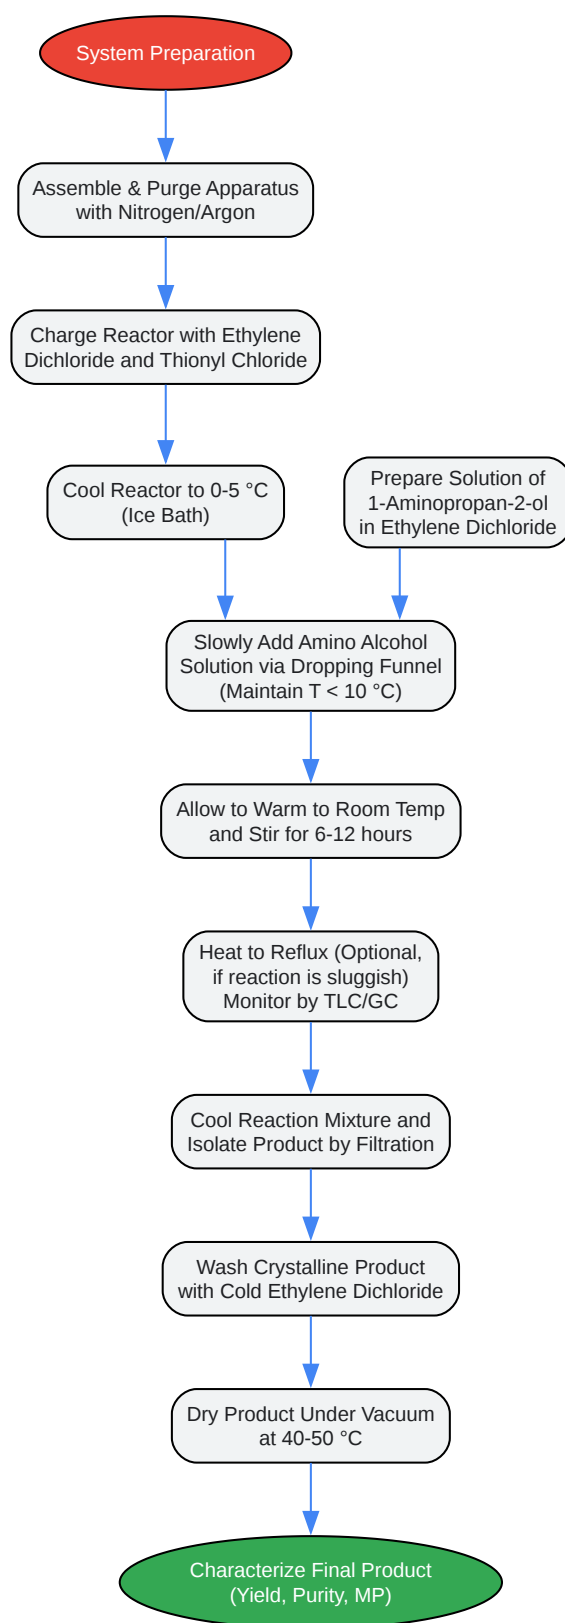 System Preparation
Assemble & Purge Apparatus
with Nitrogen/Argon
Charge Reactor with Ethylene
Dichloride and Thionyl Chloride
Cool Reactor to 0-5 °C
(Ice Bath)
Prepare Solution of
1-Aminopropan-2-ol
in Ethylene Dichloride
Slowly Add Amino Alcohol
Solution via Dropping Funnel
(Maintain T < 10 °C)
Allow to Warm to Room Temp
and Stir for 6-12 hours
Heat to Reflux (Optional,
if reaction is sluggish)
Monitor by TLC/GC
Cool Reaction Mixture and
Isolate Product by Filtration
Wash Crystalline Product
with Cold Ethylene Dichloride
Dry Product Under Vacuum
at 40-50 °C
Characterize Final Product
(Yield, Purity, MP)